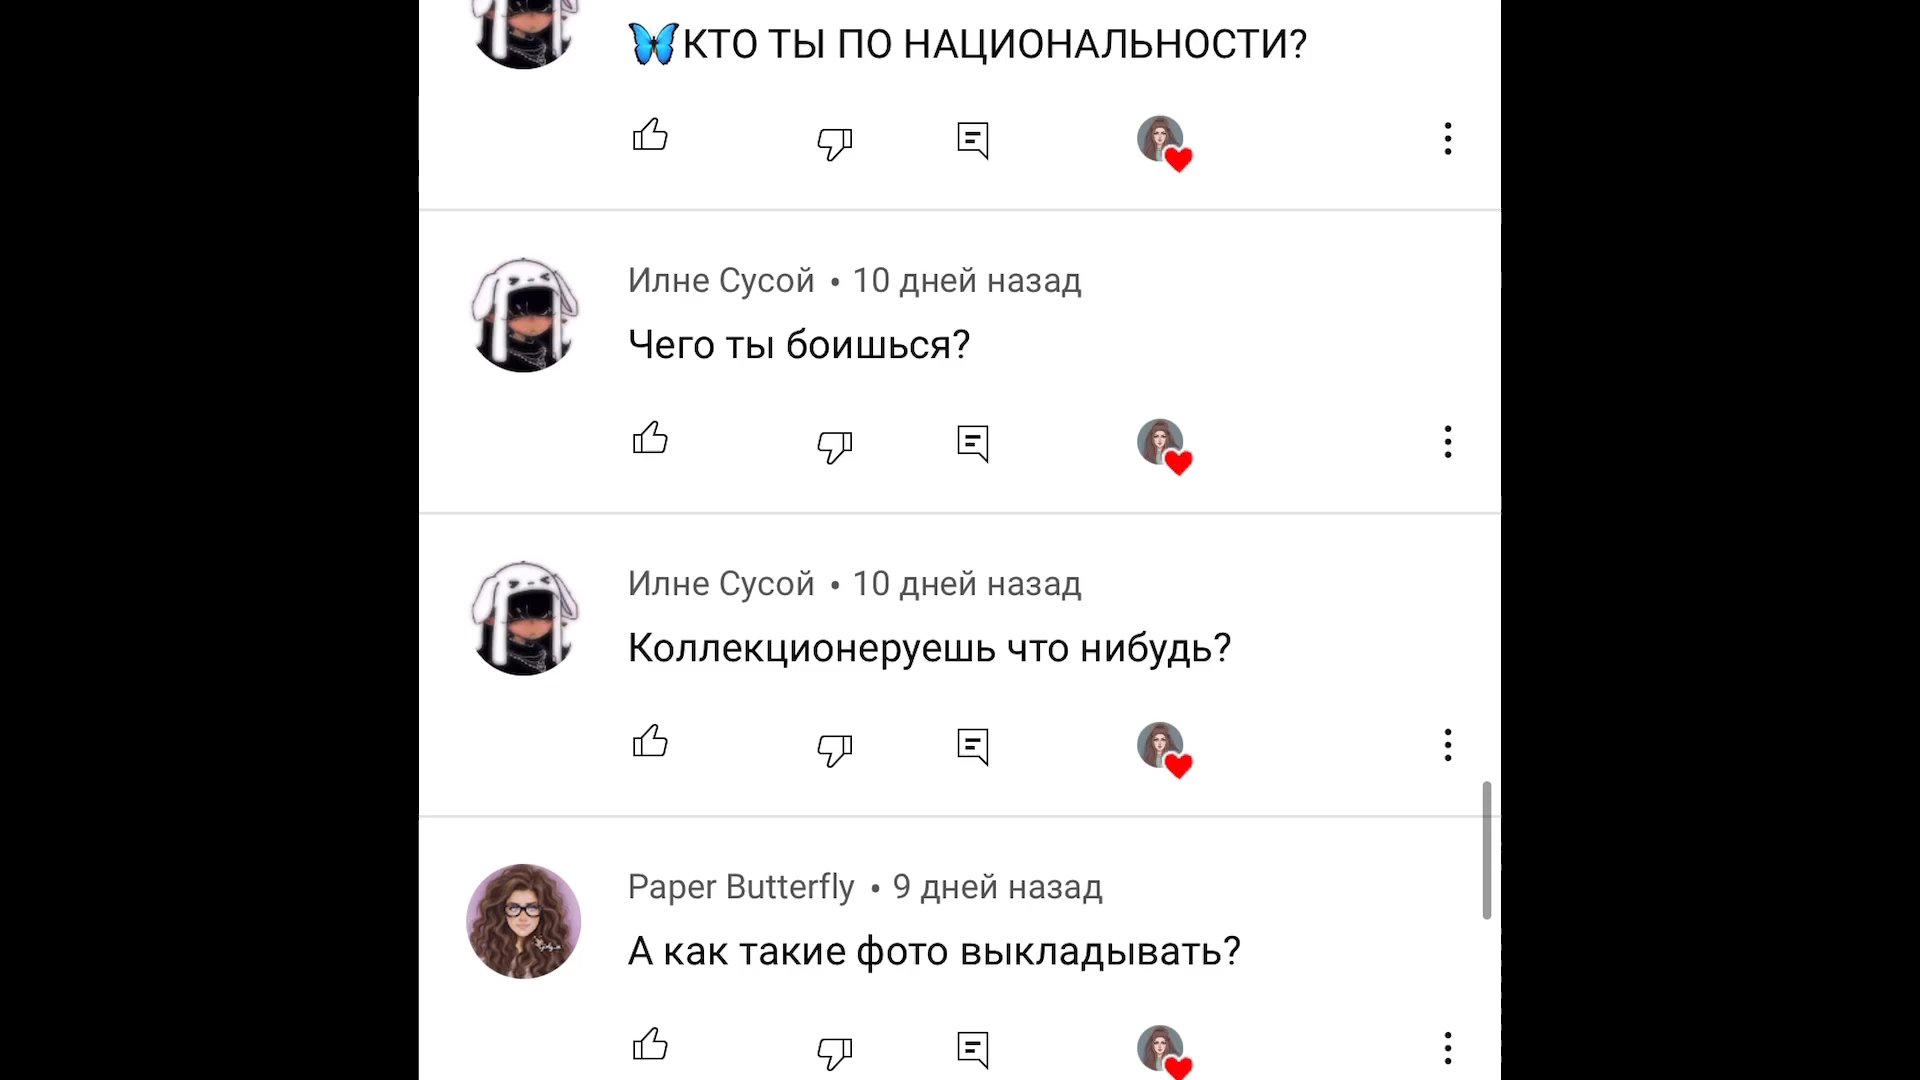 🦋КТО ТЫ ПО НАЦИОНАЛЬНОСТИ?
Илне Сусой • 10 дней назад
Чего ты боишься?
Илне Сусой • 10 дней назад
Коллекционеруешь что нибудь?
Paper Butterfly • 9 дней назад
А как такие фото выкладывать?